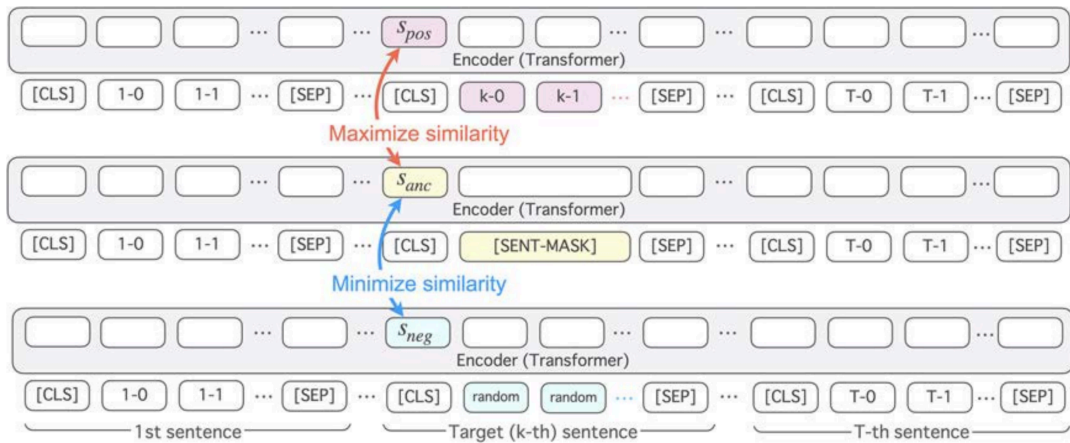 ... ... S_pos ... ... ...
Encoder (Transformer)
[CLS] 1-0 1-1 ... [SEP] ... [CLS] k-0 k-1 ... [SEP] ... [CLS] T-0 T-1 ... [SEP]
Maximize similarity
... ... S_anc ... ...
Encoder (Transformer)
[CLS] 1-0 1-1 ... [SEP] ... [CLS] [SENT-MASK] [SEP] ... [CLS] T-0 T-1 ... [SEP]
Minimize similarity
... ... S_neg ... ... ...
Encoder (Transformer)
[CLS] 1-0 1-1 ... [SEP] ... [CLS] random random ... [SEP] ... [CLS] T-0 T-1 ... [SEP]
1st sentence Target (k-th) sentence T-th sentence